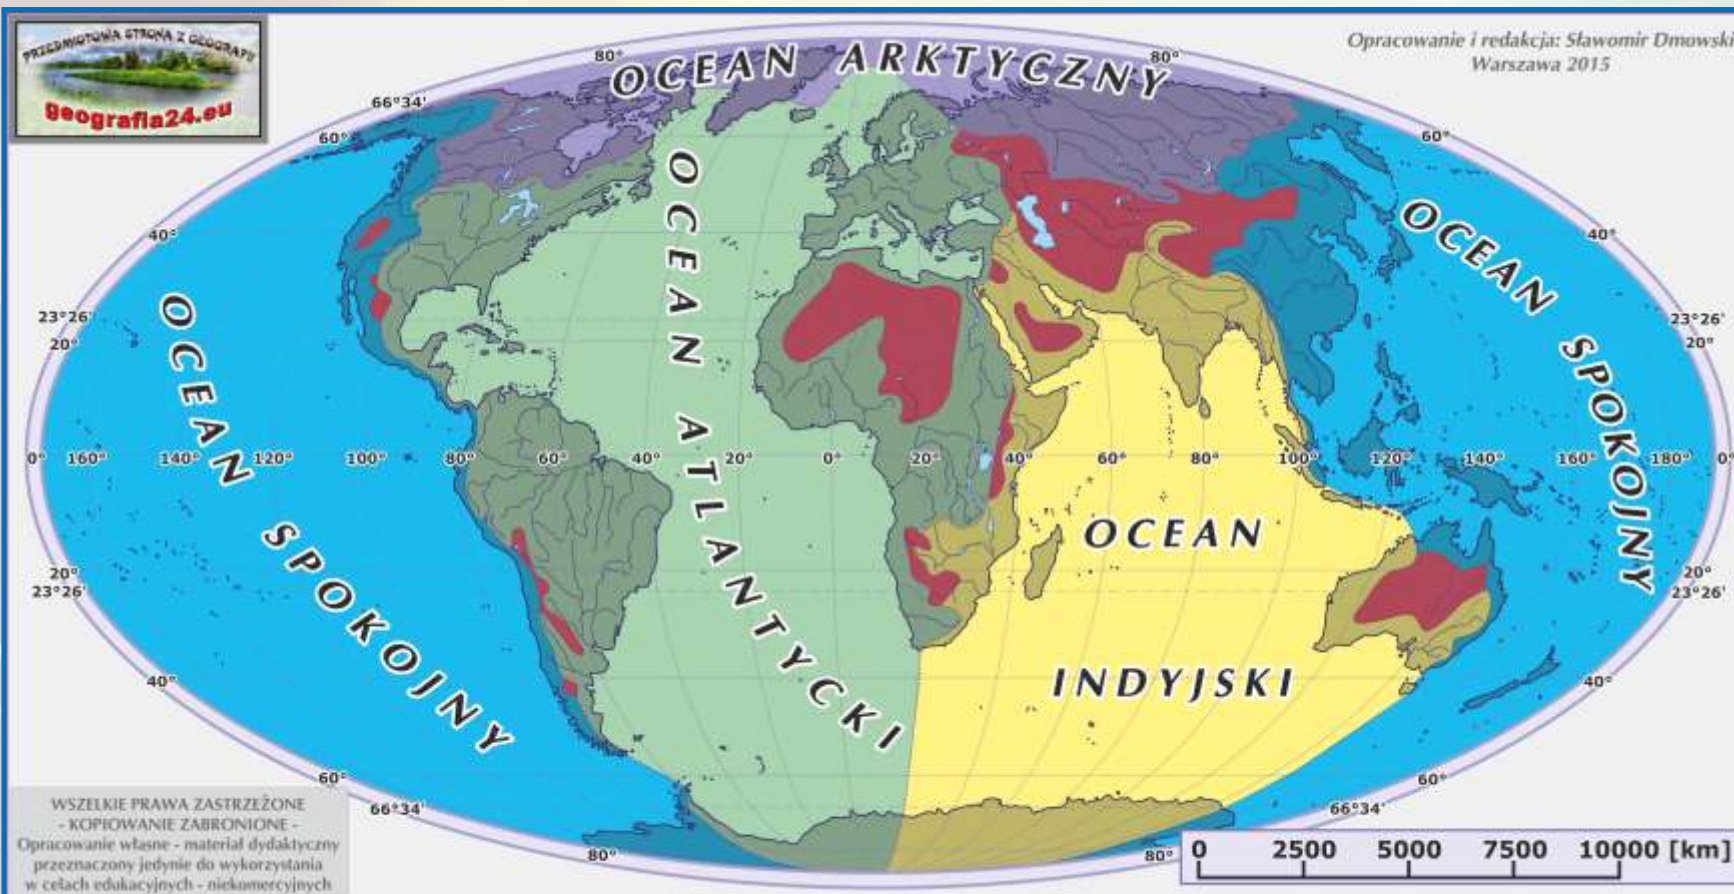 PRZEDMIOTOWA STRONA Z GEOGRAFII
geografia24.eu
Opracowanie i redakcja: Sławomir Dmowski
Warszawa 2015
OCEAN ARKTYCZNY
OCEAN SPOKOJNY
OCEAN ATLANTYCKI
OCEAN
INDYJSKI
OCEAN SPOKOJNY
80° 80°
66°34'
60° 60°
40° 40°
23°26' 23°26'
20° 20°
0° 160° 140° 120° 100° 80° 60° 40° 20° 0° 20° 40° 60° 80° 100° 120° 140° 160° 180° 0°
20° 20°
23°26' 23°26'
40° 40°
60° 60°
66°34' 66°34'
80° 80°
WSZELKIE PRAWA ZASTRZEŻONE
- KOPIOWANIE ZABRONIONE -
Opracowanie własne - materiał dydaktyczny
przeznaczony jedynie do wykorzystania
w celach edukacyjnych - niekomercyjnych
0 2500 5000 7500 10000 [km]